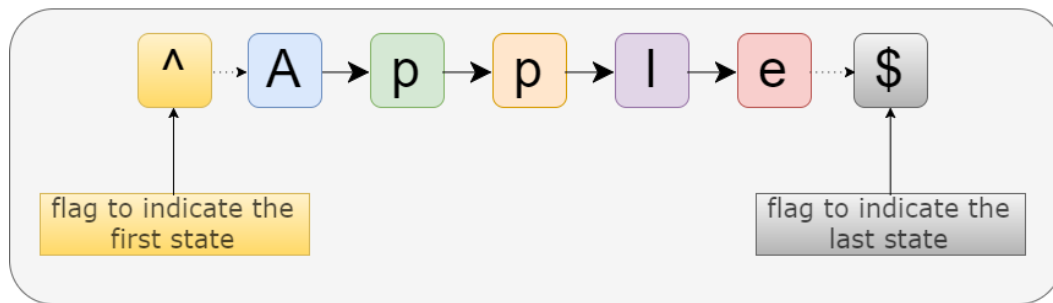 ^ A p p l e $
flag to indicate the
first state
flag to indicate the
last state